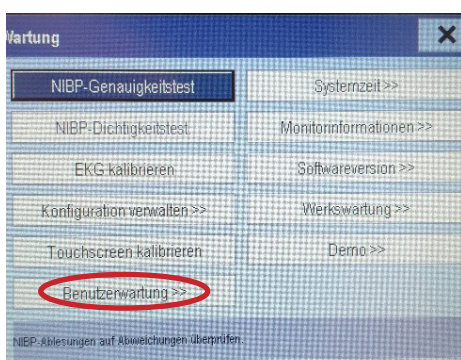 Wartung
NIBP-Genauigkeitstest
Systemzeit >>
NIBP-Dichtigkeitstest
Monitorinformationen >>
EKG kalibrieren
Softwareversion >>
Konfiguration verwalten >>
Werkswartung >>
Touchscreen kalibrieren
Demo >>
Benutzerwartung >>
NIBP-Ablesungen auf Abweichungen überprüfen.